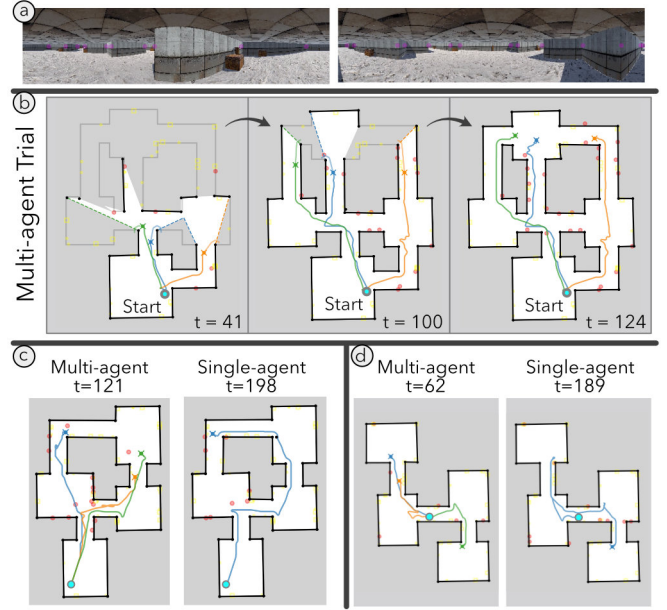 a
b
Multi-agent Trial
Start
t = 41
Start
t = 100
Start
t = 124
c
Multi-agent
t=121
Single-agent
t=198
d
Multi-agent
t=62
Single-agent
t=189